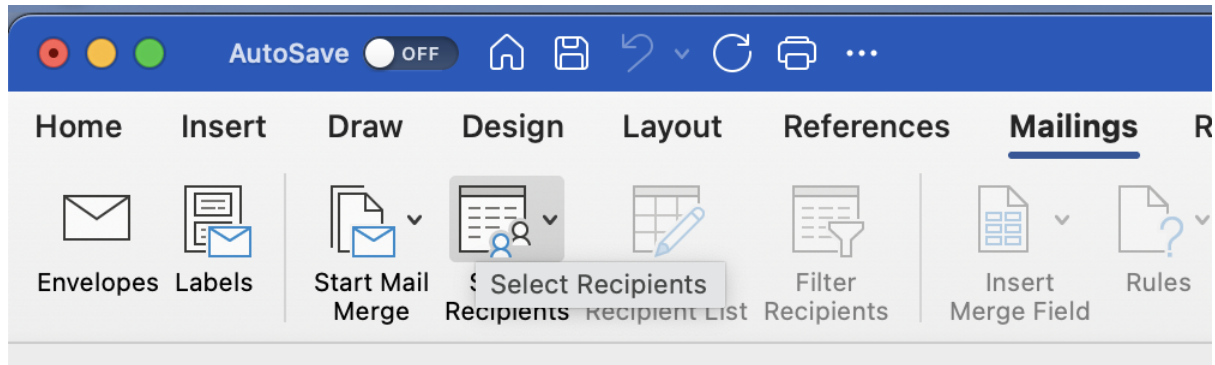 AutoSave OFF
Home Insert Draw Design Layout References Mailings R
Envelopes Labels Start Mail Merge Recipients Select Recipients Recipient List Filter Recipients Insert Merge Field Rules